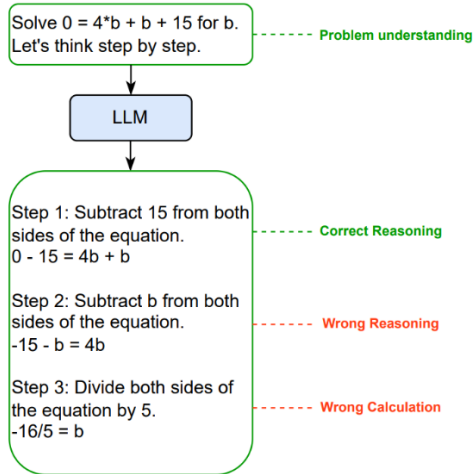 Solve 0 = 4*b + b + 15 for b.
Let's think step by step.
Problem understanding
LLM
Step 1: Subtract 15 from both
sides of the equation.
0 - 15 = 4b + b
Correct Reasoning
Step 2: Subtract b from both
sides of the equation.
-15 - b = 4b
Wrong Reasoning
Step 3: Divide both sides of
the equation by 5.
-16/5 = b
Wrong Calculation